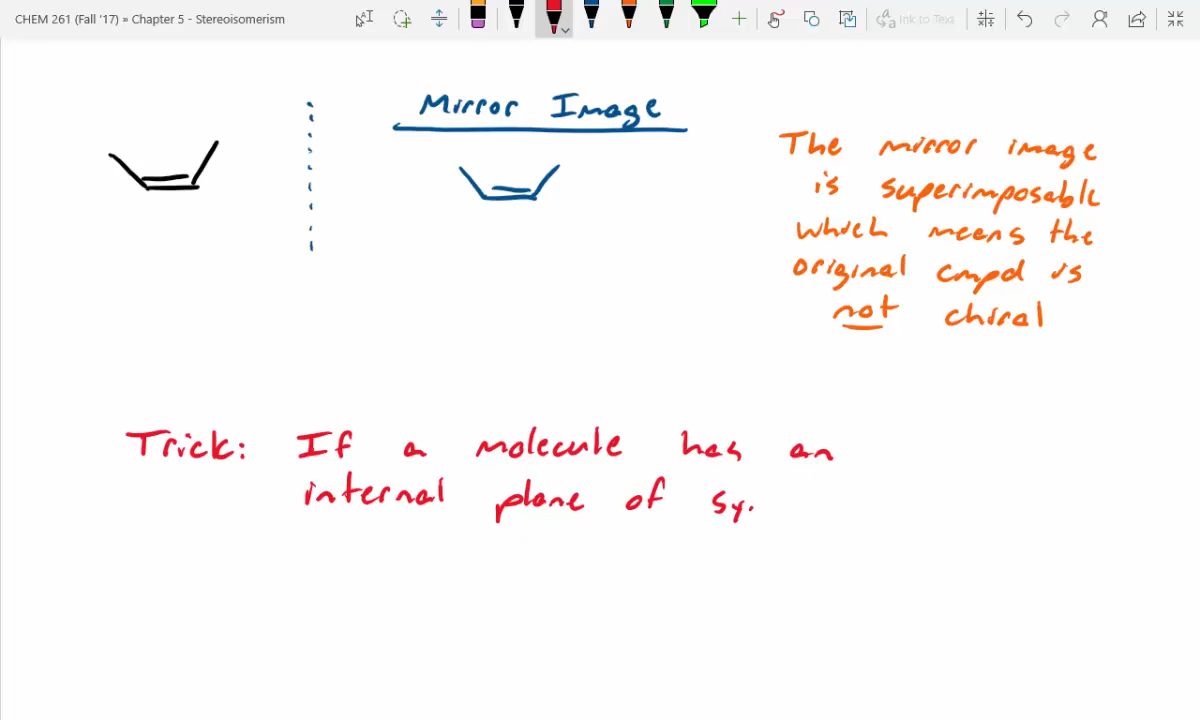 CHEM 261 (Fall '17) » Chapter 5 - Stereoisomerism
Ink to Text
Mirror Image
The mirror image
is superimposable
which means the
original cmpd is
not chiral
Trick: If a molecule has an
internal plane of sy.